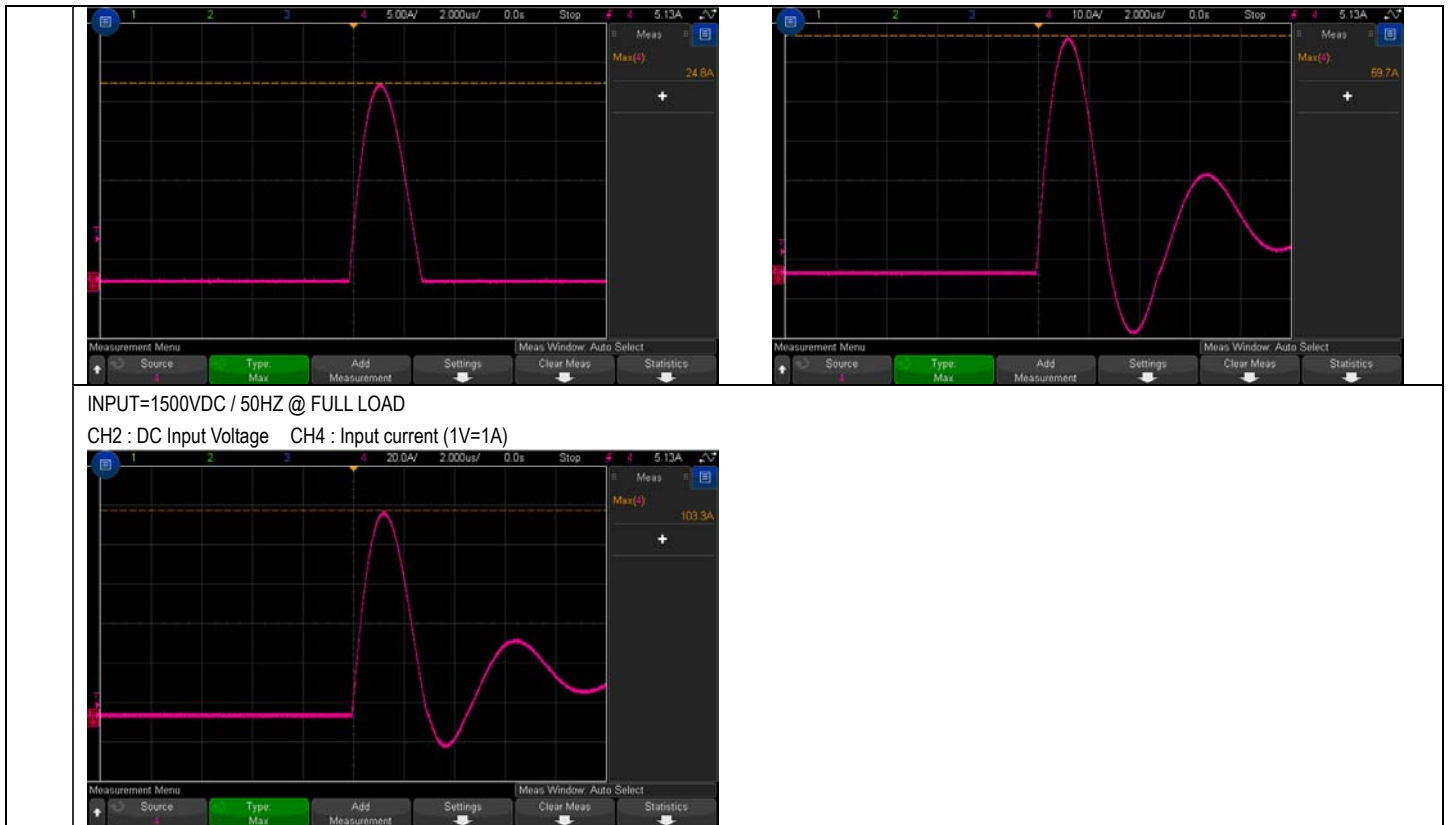 1 2 3 4 5.00A/ 2.000us/ 0.0s Stop 4 5.13A
Meas
Max(4):
24.8A
+
T
Measurement Menu
Meas Window: Auto Select
Source
4
Type:
Max
Add
Measurement
Settings
Clear Meas
Statistics
1 2 3 4 10.0A/ 2.000us/ 0.0s Stop 4 5.13A
Meas
Max(4):
59.7A
+
T
Measurement Menu
Meas Window: Auto Select
Source
4
Type:
Max
Add
Measurement
Settings
Clear Meas
Statistics
INPUT=1500VDC / 50HZ @ FULL LOAD
CH2 : DC Input Voltage CH4 : Input current (1V=1A)
1 2 3 4 20.0A/ 2.000us/ 0.0s Stop 4 5.13A
Meas
Max(4):
103.3A
+
T
Measurement Menu
Meas Window: Auto Select
Source
4
Type:
Max
Add
Measurement
Settings
Clear Meas
Statistics